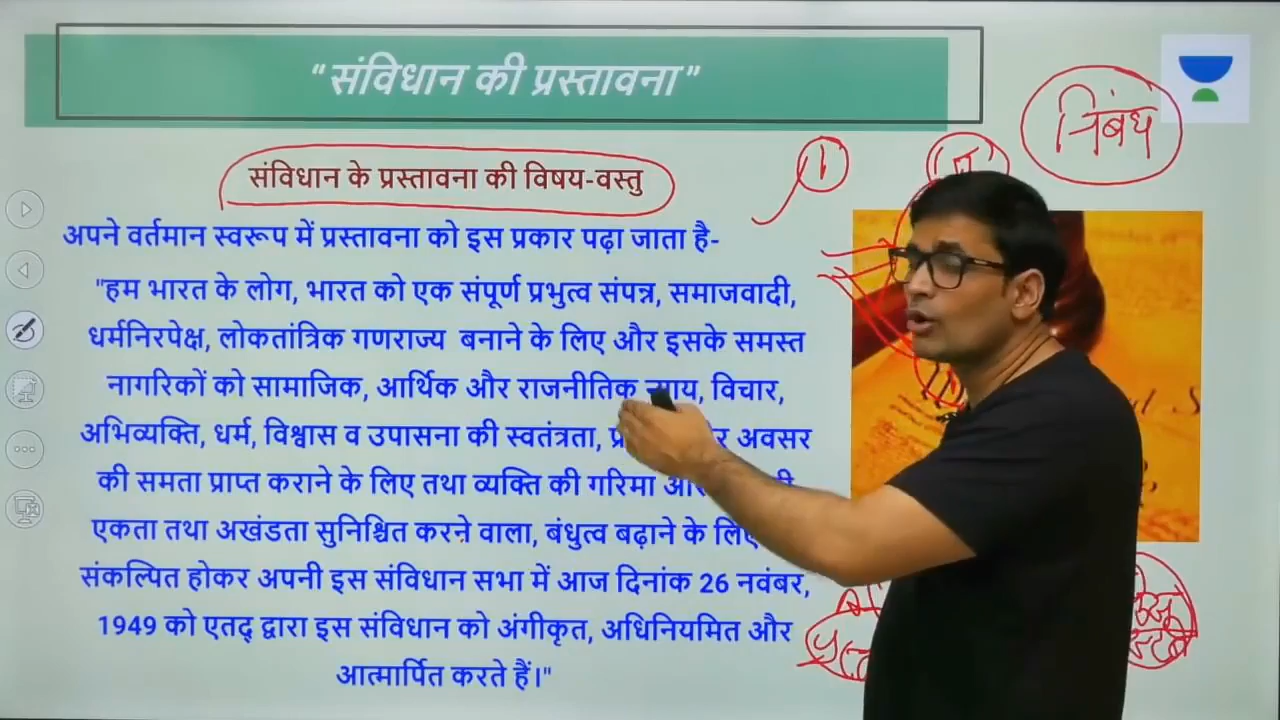 "संविधान की प्रस्तावना"
निबंध
संविधान के प्रस्तावना की विषय-वस्तु
अपने वर्तमान स्वरूप में प्रस्तावना को इस प्रकार पढ़ा जाता है-
"हम भारत के लोग, भारत को एक संपूर्ण प्रभुत्व संपन्न, समाजवादी,
धर्मनिरपेक्ष, लोकतांत्रिक गणराज्य बनाने के लिए और इसके समस्त
नागरिकों को सामाजिक, आर्थिक और राजनीतिक न्याय, विचार,
अभिव्यक्ति, धर्म, विश्वास व उपासना की स्वतंत्रता, अवसर
की समता प्राप्त कराने के लिए तथा व्यक्ति की गरिमा
एकता तथा अखंडता सुनिश्चित करने वाला, बंधुत्व बढ़ाने के लिए
संकल्पित होकर अपनी इस संविधान सभा में आज दिनांक 26 नवंबर,
1949 को एतद् द्वारा इस संविधान को अंगीकृत, अधिनियमित और
आत्मार्पित करते हैं।"